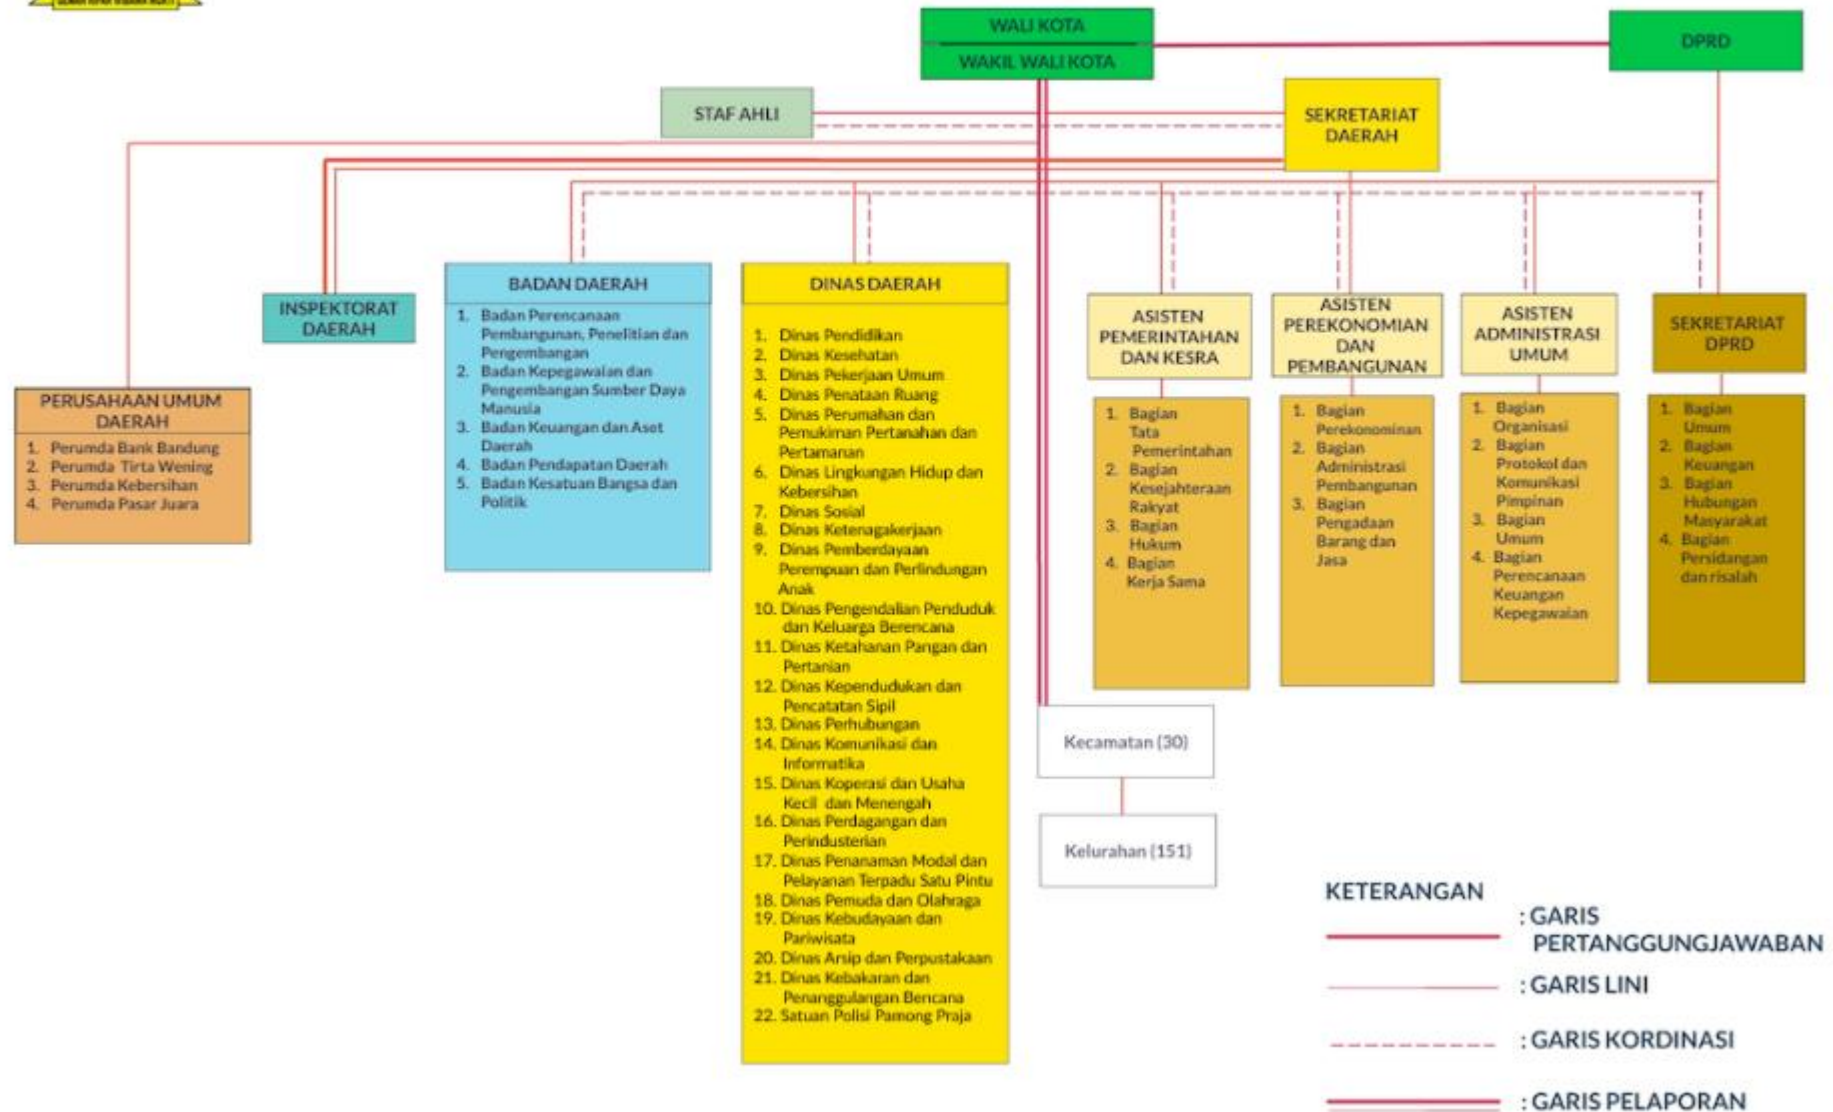 WALI KOTA
WAKIL WALI KOTA
DPRD
STAF AHLI
SEKRETARIAT
DAERAH
INSPEKTORAT
DAERAH
PERUSAHAAN UMUM
DAERAH
1. Perumda Bank Bandung
2. Perumda Tirta Wening
3. Perumda Kebersihan
4. Perumda Pasar Juara
BADAN DAERAH
1. Badan Perencanaan
Pembangunan, Penelitian dan
Pengembangan
2. Badan Kepegawaian dan
Pengembangan Sumber Daya
Manusia
3. Badan Keuangan dan Aset
Daerah
4. Badan Pendapatan Daerah
5. Badan Kesatuan Bangsa dan
Politik
DINAS DAERAH
1. Dinas Pendidikan
2. Dinas Kesehatan
3. Dinas Pekerjaan Umum
4. Dinas Penataan Ruang
5. Dinas Perumahan dan
Pemukiman Pertanahan dan
Pertamanan
6. Dinas Lingkungan Hidup dan
Kebersihan
7. Dinas Sosial
8. Dinas Ketenagakerjaan
9. Dinas Pemberdayaan
Perempuan dan Perlindungan
Anak
10. Dinas Pengendalian Penduduk
dan Keluarga Berencana
11. Dinas Ketahanan Pangan dan
Pertanian
12. Dinas Kependudukan dan
Pencatatan Sipil
13. Dinas Perhubungan
14. Dinas Komunikasi dan
Informatika
15. Dinas Koperasi dan Usaha
Kecil dan Menengah
16. Dinas Perdagangan dan
Perindusterian
17. Dinas Penanaman Modal dan
Pelayanan Terpadu Satu Pintu
18. Dinas Pemuda dan Olahraga
19. Dinas Kebudayaan dan
Pariwisata
20. Dinas Arsip dan Perpustakaan
21. Dinas Kebakaran dan
Penanggulangan Bencana
22. Satuan Polisi Pamong Praja
ASISTEN
PEMERINTAHAN
DAN KESRA
1. Bagian
Tata
Pemerintahan
2. Bagian
Kesejahteraan
Rakyat
3. Bagian
Hukum
4. Bagian
Kerja Sama
ASISTEN
PEREKONOMIAN
DAN
PEMBANGUNAN
1. Bagian
Perekonominan
2. Bagian
Administrasi
Pembangunan
3. Bagian
Pengadaan
Barang dan
Jasa
ASISTEN
ADMINISTRASI
UMUM
1. Bagian
Organisasi
2. Bagian
Protokol dan
Komunikasi
Pimpinan
3. Bagian
Umum
4. Bagian
Perencanaan
Keuangan
Kepegawaian
SEKRETARIAT
DPRD
1. Bagian
Umum
2. Bagian
Keuangan
3. Bagian
Hubungan
Masyarakat
4. Bagian
Persidangan
dan risalah
Kecamatan (30)
Kelurahan (151)
KETERANGAN
: GARIS
PERTANGGUNGJAWABAN
: GARIS LINI
: GARIS KORDINASI
: GARIS PELAPORAN